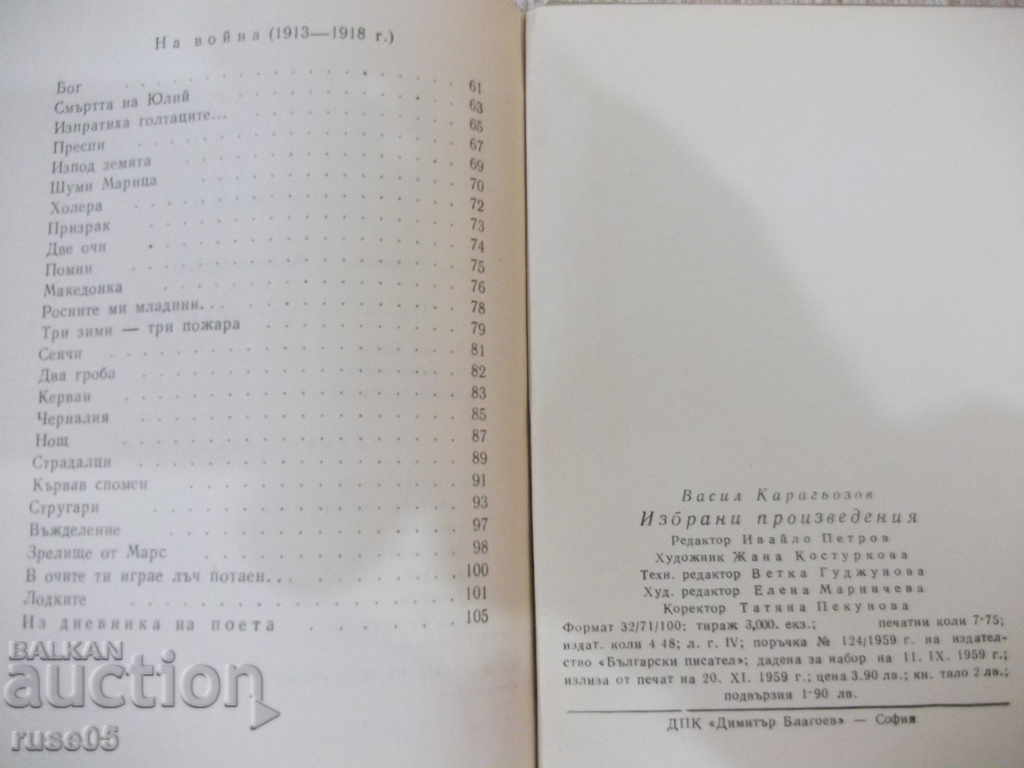 На война (1913—1918 г.)
Бог . . . . . . . . 61
Смъртта на Юлий . . . . . . . . 63
Изпратиха голтаците... . . . . . . . . 65
Преспи . . . . . . . . 67
Изпод земята . . . . . . . . 69
Шуми Марица . . . . . . . . 70
Холера . . . . . . . . 72
Призрак . . . . . . . . 73
Две очи . . . . . . . . 74
Помни . . . . . . . . 75
Македонка . . . . . . . . 76
Росните ми младини... . . . . . . . . 78
Три зими — три пожара . . . . . . . . 79
Сенчи . . . . . . . . 81
Два гроба . . . . . . . . 82
Керван . . . . . . . . 83
Черналия . . . . . . . . 85
Нощ . . . . . . . . 87
Страдалци . . . . . . . . 89
Кървав спомен . . . . . . . . 91
Стругари . . . . . . . . 93
Въжделение . . . . . . . . 97
Зрелище от Марс . . . . . . . . 98
В очите ти играе лъч потаен... . . . . . . . . 100
Лодките . . . . . . . . 101
Из дневника на поета . . . . . . . . 105
Васил Карагьозов
Избрани произведения
Редактор Ивайло Петров
Художник Жана Костуркова
Техн. редактор Ветка Гуджунова
Худ. редактор Елена Маринчева
Коректор Татяна Пекунова
Формат 32/71/100; тираж 3,000. екз.; печатни коли 7·75;
издат. коли 4 48; л. г. IV; поръчка № 124/1959 г. на издател-
ство «Български писател»; дадена за набор на 11. IX. 1959 г.;
излиза от печат на 20. XI. 1959 г.; цена 3.90 лв.; кн. тяло 2 лв.;
подвързия 1·90 лв.
ДПК «Димитър Благоев» — София
BALKAN
auction
ruse05